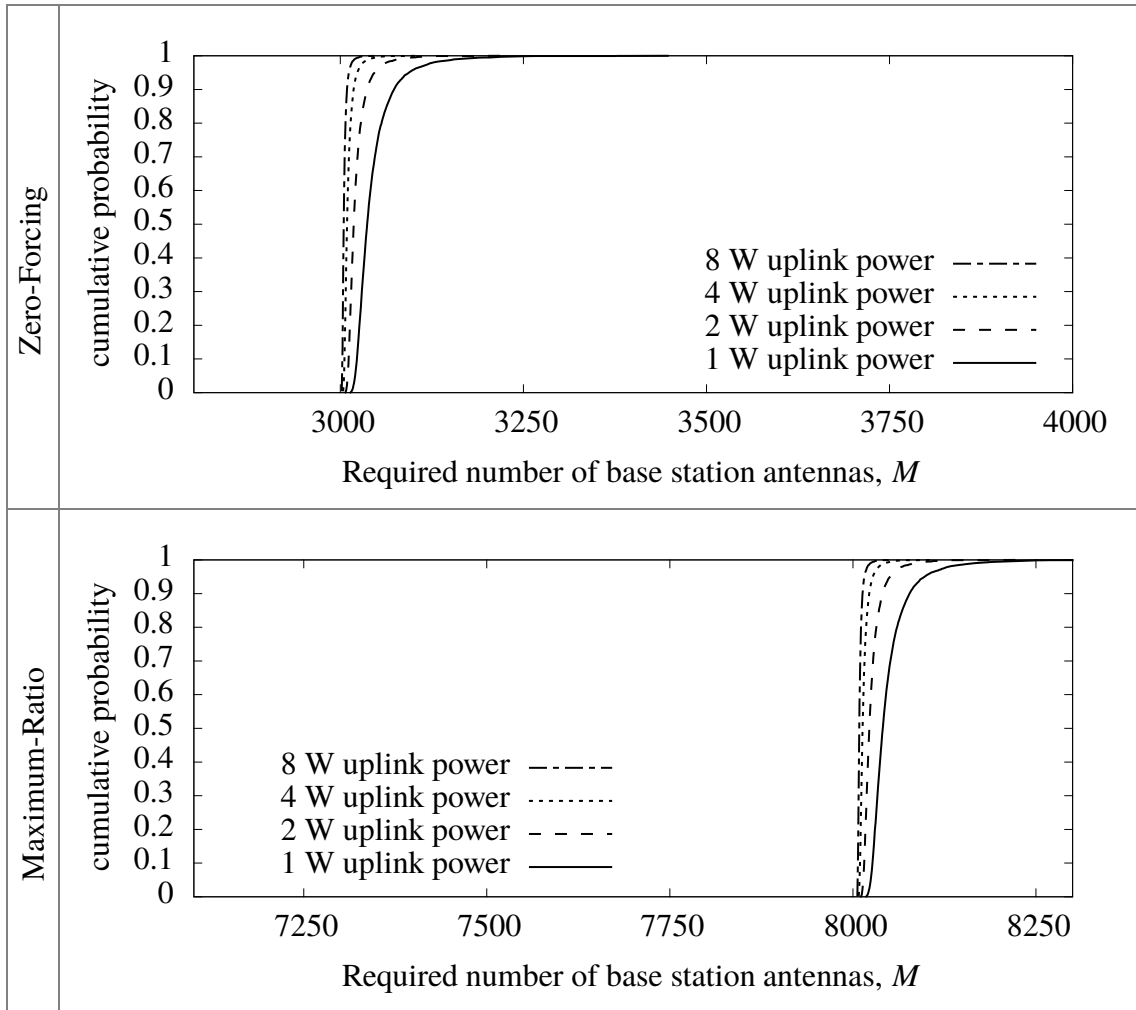 Zero-Forcing
cumulative probability
1
0.9
0.8
0.7
0.6
0.5
0.4
0.3
0.2
0.1
0
8 W uplink power
4 W uplink power
2 W uplink power
1 W uplink power
3000 3250 3500 3750 4000
Required number of base station antennas, M
Maximum-Ratio
cumulative probability
1
0.9
0.8
0.7
0.6
0.5
0.4
0.3
0.2
0.1
0
8 W uplink power
4 W uplink power
2 W uplink power
1 W uplink power
7250 7500 7750 8000 8250
Required number of base station antennas, M